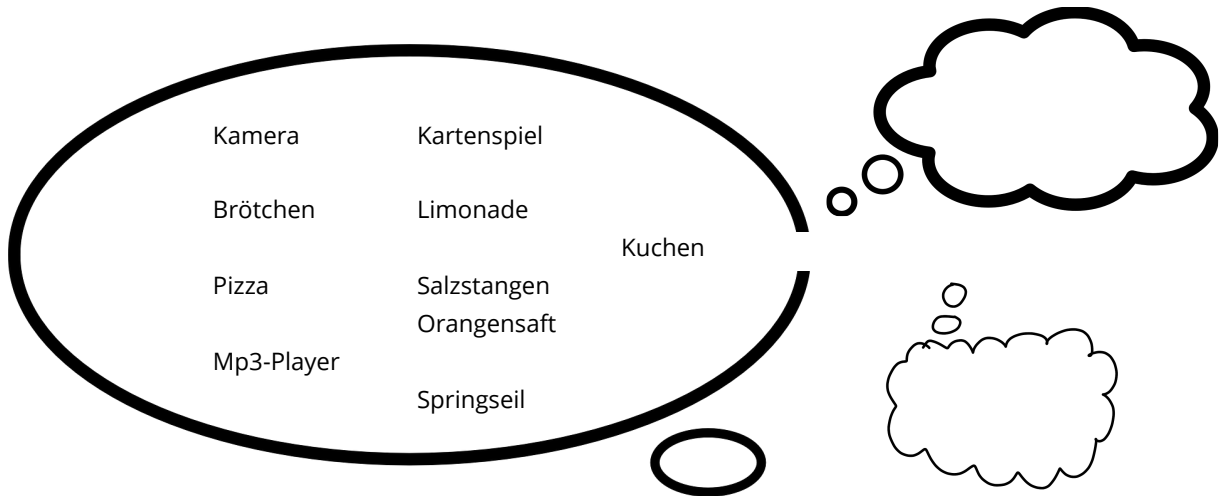 Kamera
Kartenspiel
Brötchen
Limonade
Kuchen
Pizza
Salzstangen
Orangensaft
Mp3-Player
Springseil